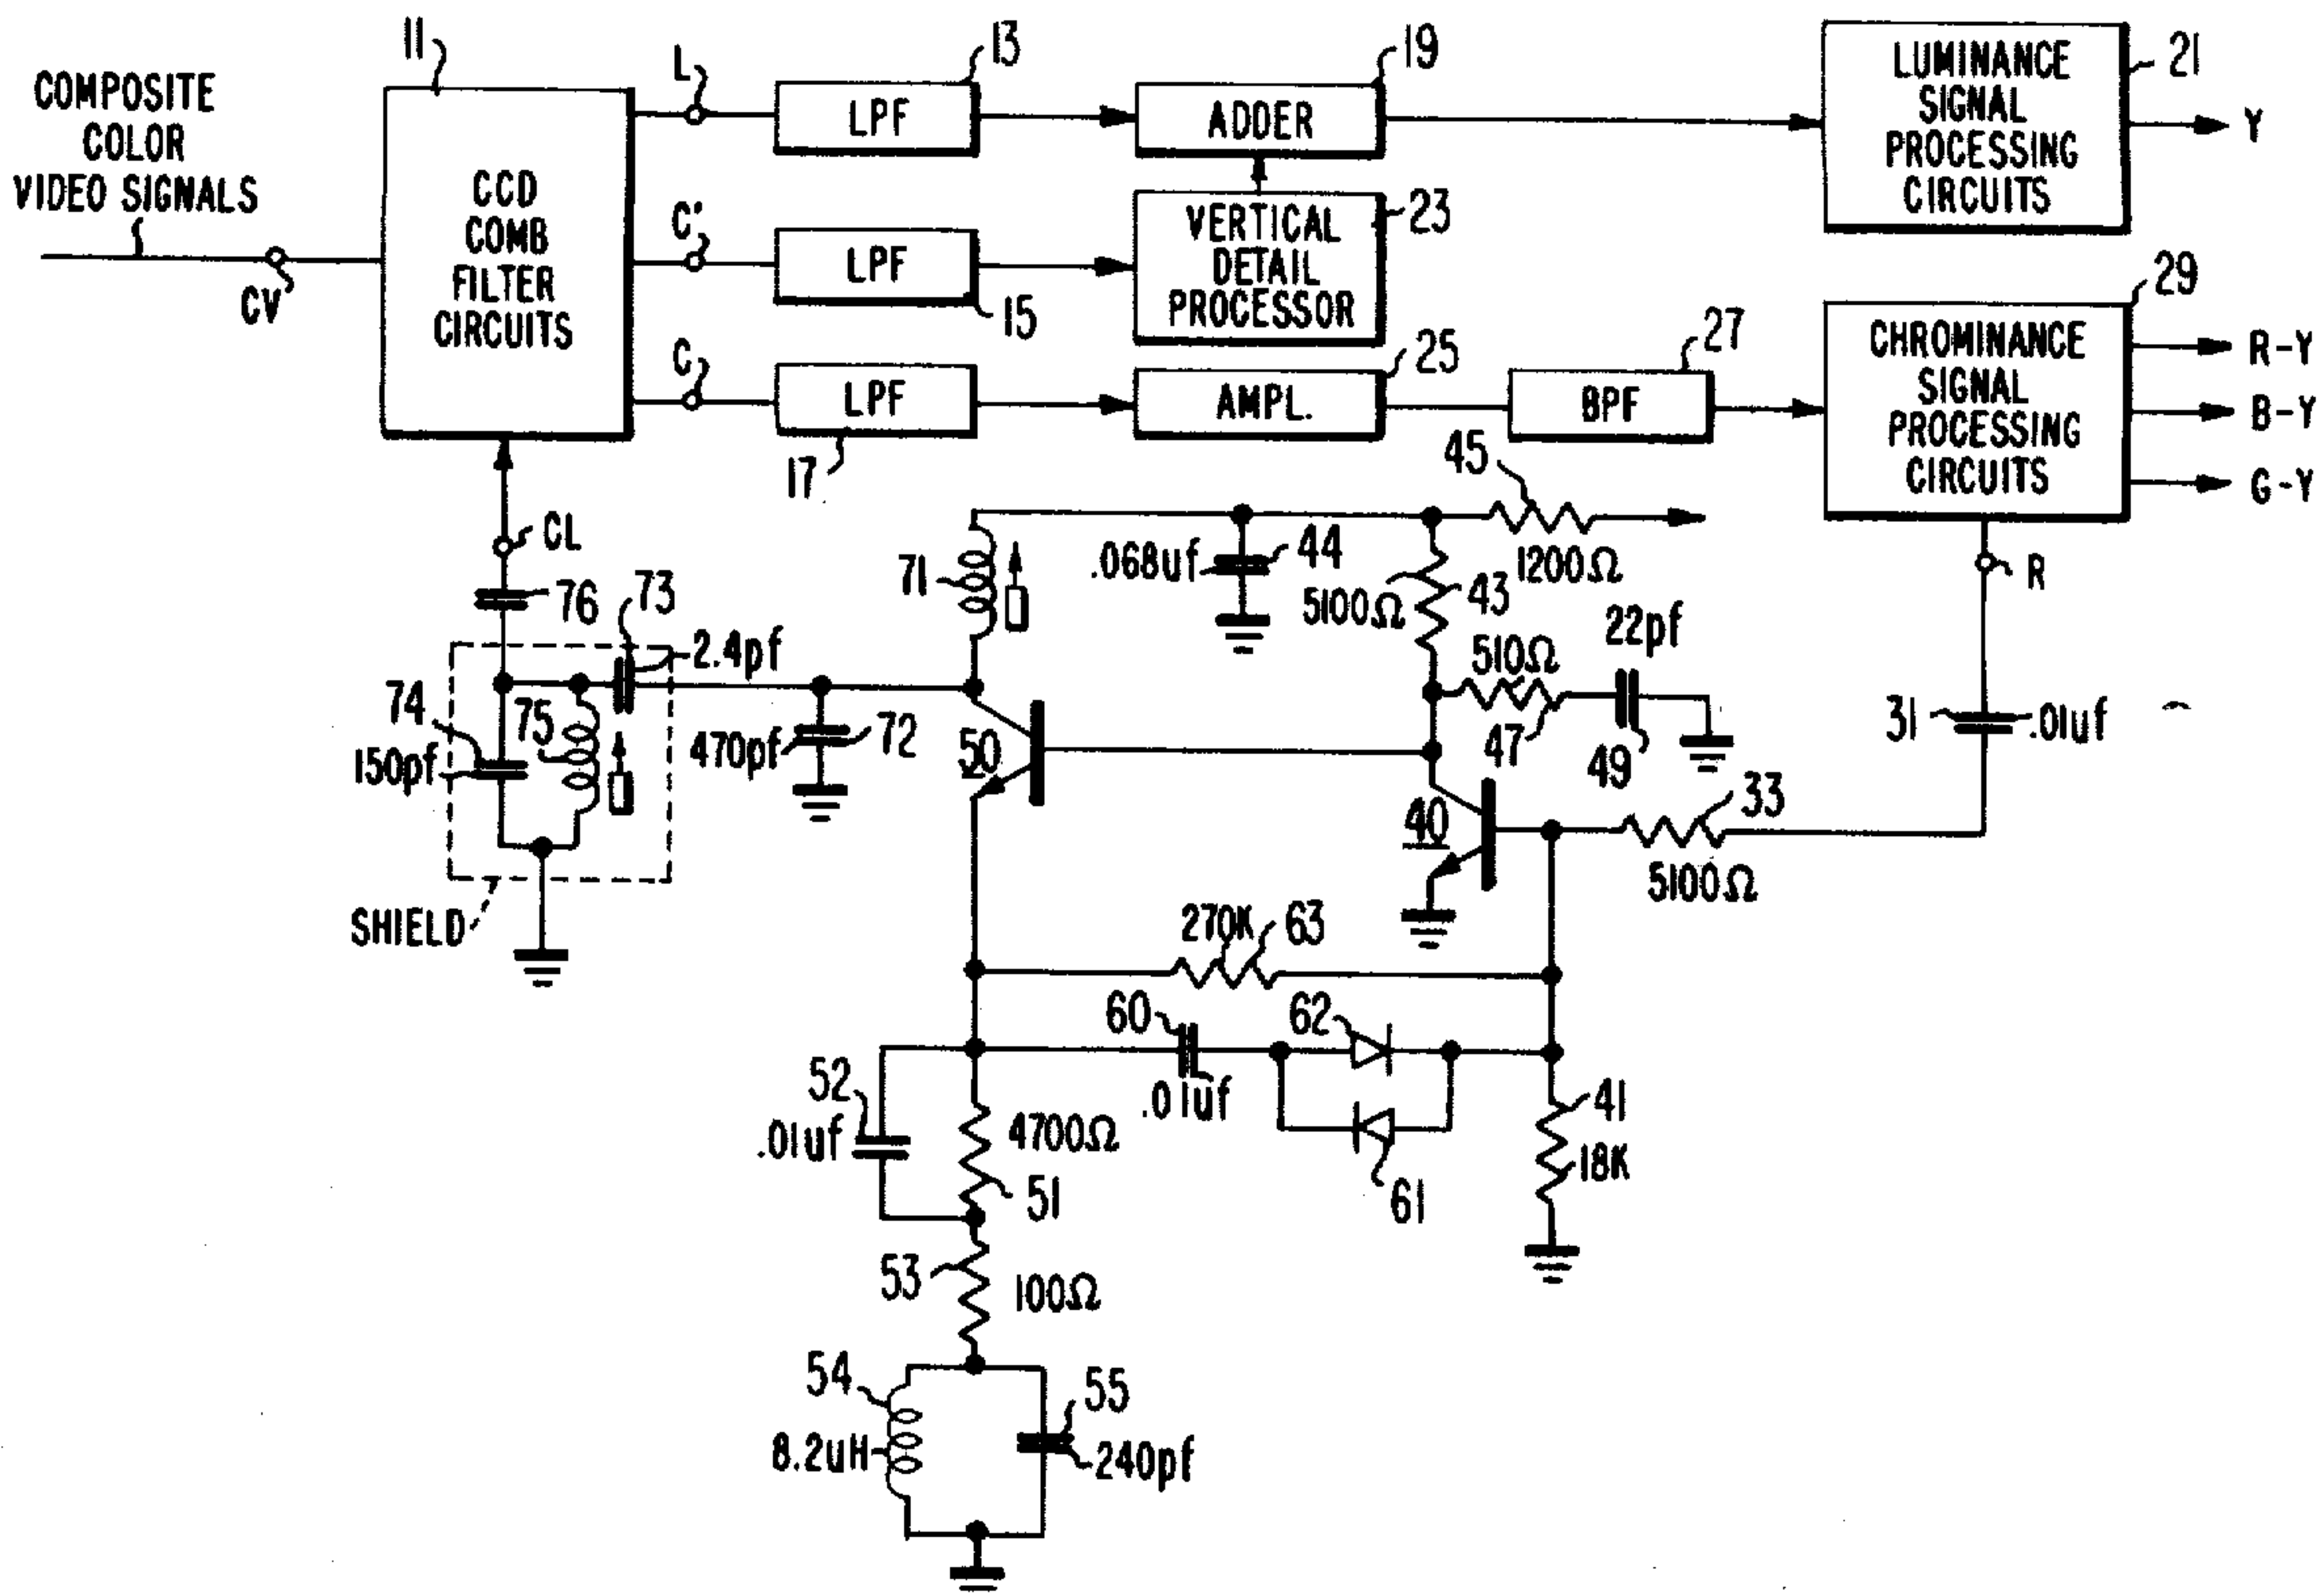 11
COMPOSITE
COLOR
VIDEO SIGNALS
CV
CCD
COMB
FILTER
CIRCUITS
L
LPF
13
ADDER
19
LUMINANCE
SIGNAL
PROCESSING
CIRCUITS
21
Y
C'
LPF
15
VERTICAL
DETAIL
PROCESSOR
23
C
LPF
17
AMPL.
25
BPF
27
CHROMINANCE
SIGNAL
PROCESSING
CIRCUITS
29
R-Y
B-Y
G-Y
R
CL
76
73
2.4pf
71
.068uf
44
45
1200Ω
5100Ω
43
510Ω
22pf
47
49
31
.01uf
74
150pf
75
470pf
72
50
40
33
5100Ω
SHIELD
270K
63
60
.01uf
62
61
41
18K
52
.01uf
4700Ω
51
53
100Ω
54
8.2uH
55
240pf